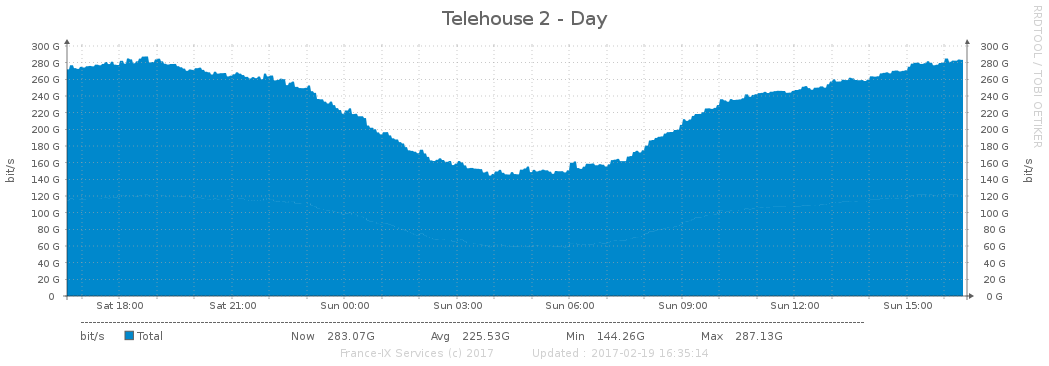 Telehouse 2 - Day
RRDTOOL / TOBI OETIKER
bit/s
300 G
280 G
260 G
240 G
220 G
200 G
180 G
160 G
140 G
120 G
100 G
80 G
60 G
40 G
20 G
0
300 G
280 G
260 G
240 G
220 G
200 G
180 G
160 G
140 G
120 G
100 G
80 G
60 G
40 G
20 G
0 G
bit/s
Sat 18:00 Sat 21:00 Sun 00:00 Sun 03:00 Sun 06:00 Sun 09:00 Sun 12:00 Sun 15:00
bit/s Total Now 283.07G Avg 225.53G Min 144.26G Max 287.13G
France-IX Services (c) 2017 Updated : 2017-02-19 16:35:14